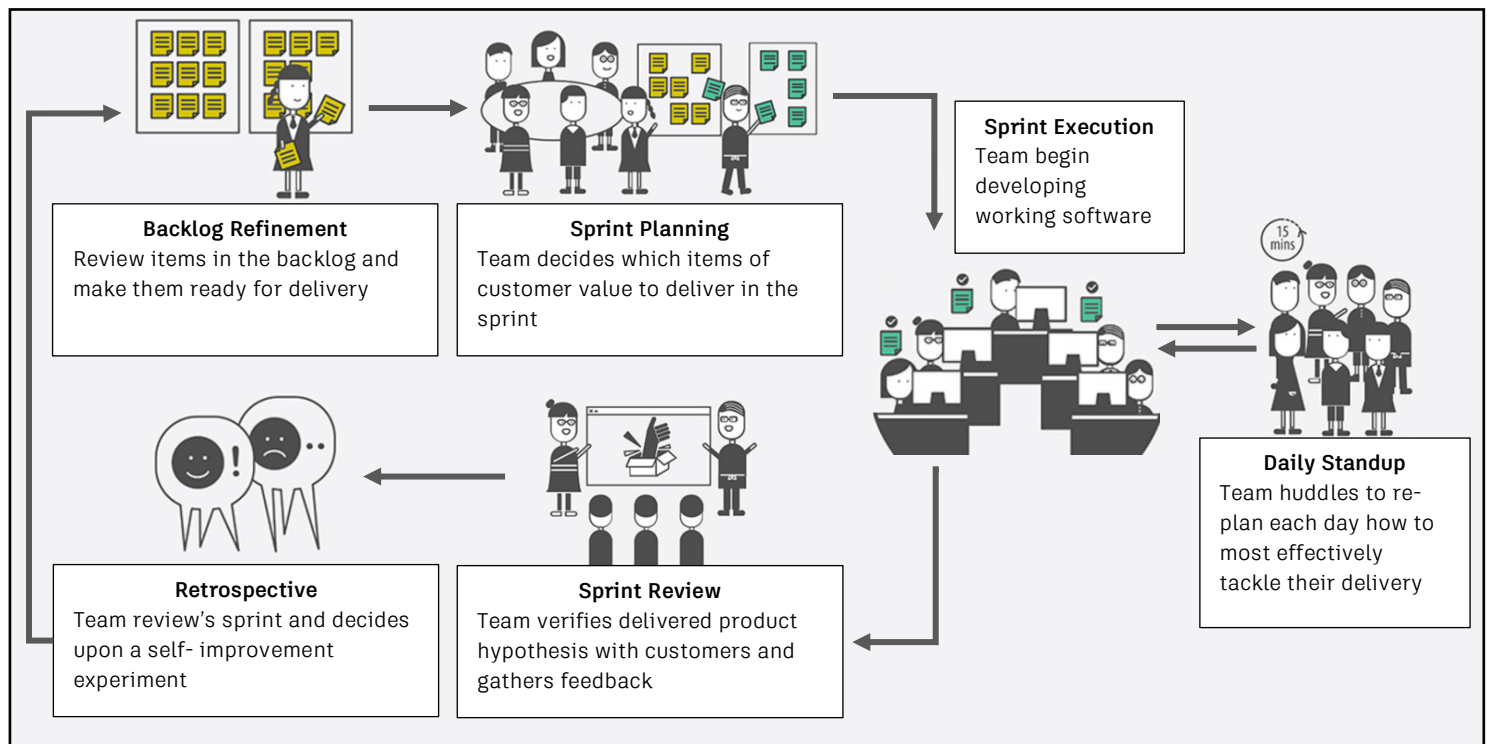 Backlog Refinement
Review items in the backlog and
make them ready for delivery
Sprint Planning
Team decides which items of
customer value to deliver in the
sprint
Sprint Execution
Team begin
developing
working software
15
mins
Daily Standup
Team huddles to re-
plan each day how to
most effectively
tackle their delivery
Sprint Review
Team verifies delivered product
hypothesis with customers and
gathers feedback
Retrospective
Team review’s sprint and decides
upon a self- improvement
experiment